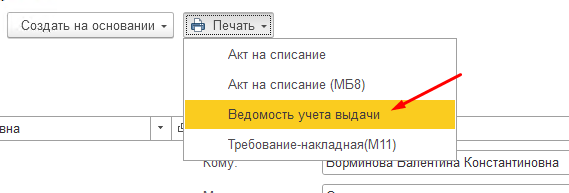 Создать на основании
Печать
Акт на списание
Акт на списание (МБ8)
Ведомость учета выдачи
Требование-накладная(М11)
вна
Кому:
Ворминова Валентина Константиновна